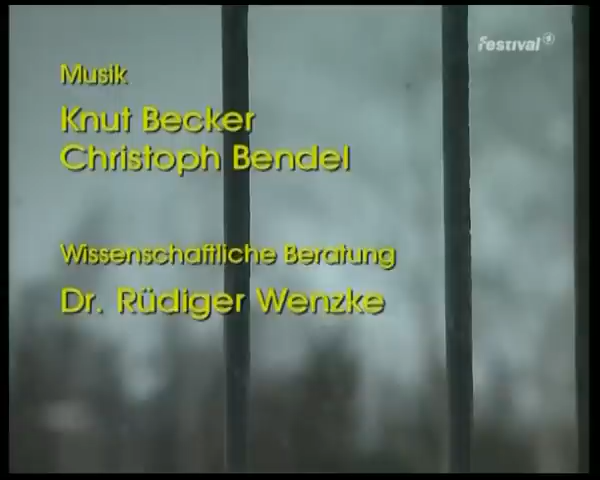 Festival
Musik
Knut Becker
Christoph Bendel
Wissenschaftliche Beratung
Dr. Rüdiger Wenzke